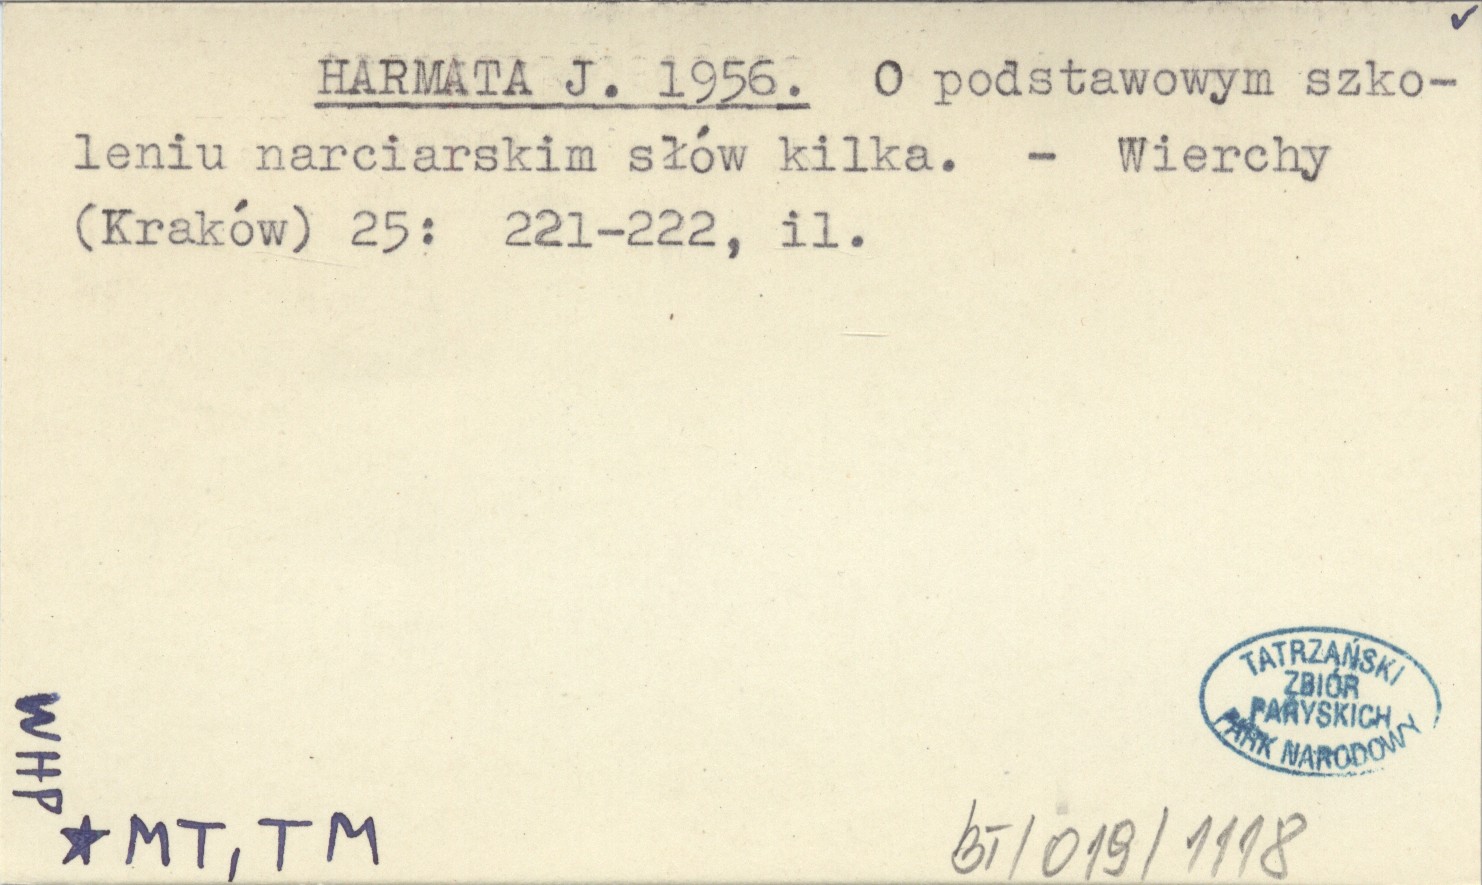 HARMATA J. 1956. O podstawowym szko-
leniu narciarskim słów kilka. - Wierchy
(Kraków) 25: 221-222, il.
TATRZAŃSKI
ZBIÓR
PARYSKICH
PARK NARODOWY
WHP
★MT, TM
BT/019/1118